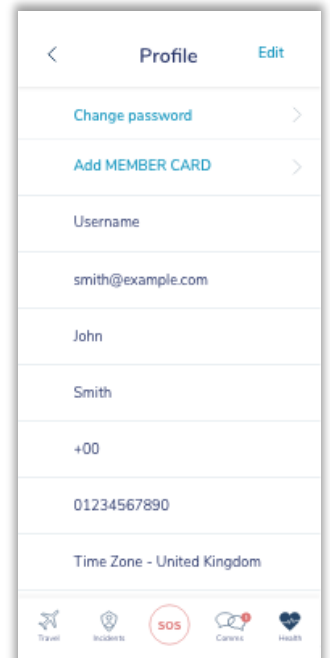 Profile
Edit
Change password
Add MEMBER CARD
Username
smith@example.com
John
Smith
+00
01234567890
Time Zone - United Kingdom
SOS
Travel
Incidents
Comms
Health